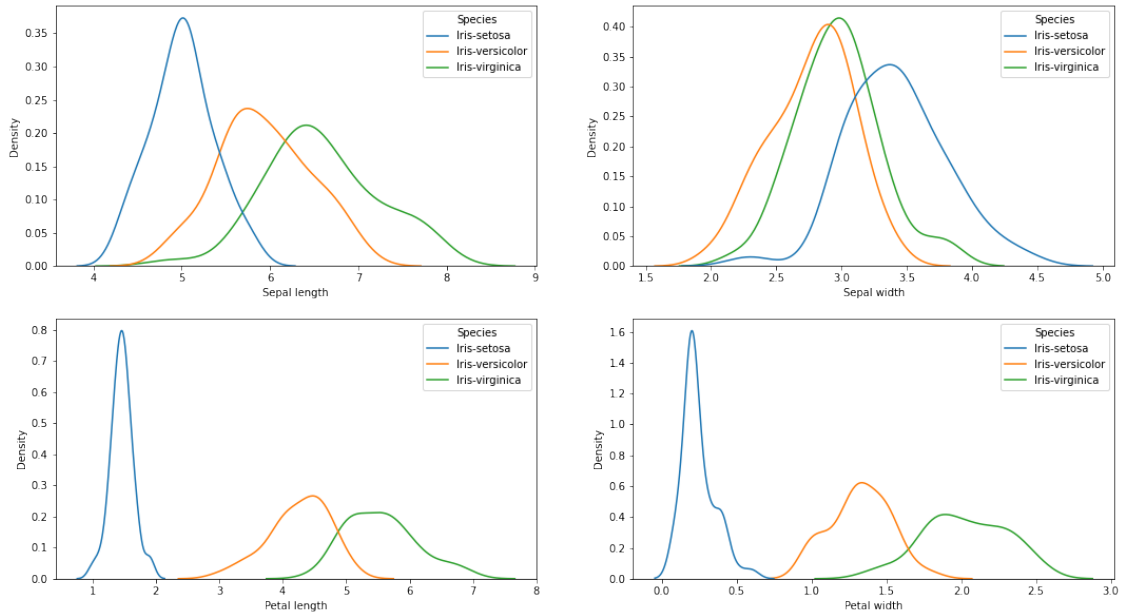 Species
Iris-setosa
Iris-versicolor
Iris-virginica
Density
0.35
0.30
0.25
0.20
0.15
0.10
0.05
0.00
4 5 6 7 8 9
Sepal length
Species
Iris-setosa
Iris-versicolor
Iris-virginica
Density
0.40
0.35
0.30
0.25
0.20
0.15
0.10
0.05
0.00
1.5 2.0 2.5 3.0 3.5 4.0 4.5 5.0
Sepal width
Species
Iris-setosa
Iris-versicolor
Iris-virginica
Density
0.8
0.7
0.6
0.5
0.4
0.3
0.2
0.1
0.0
1 2 3 4 5 6 7 8
Petal length
Species
Iris-setosa
Iris-versicolor
Iris-virginica
Density
1.6
1.4
1.2
1.0
0.8
0.6
0.4
0.2
0.0
0.0 0.5 1.0 1.5 2.0 2.5 3.0
Petal width